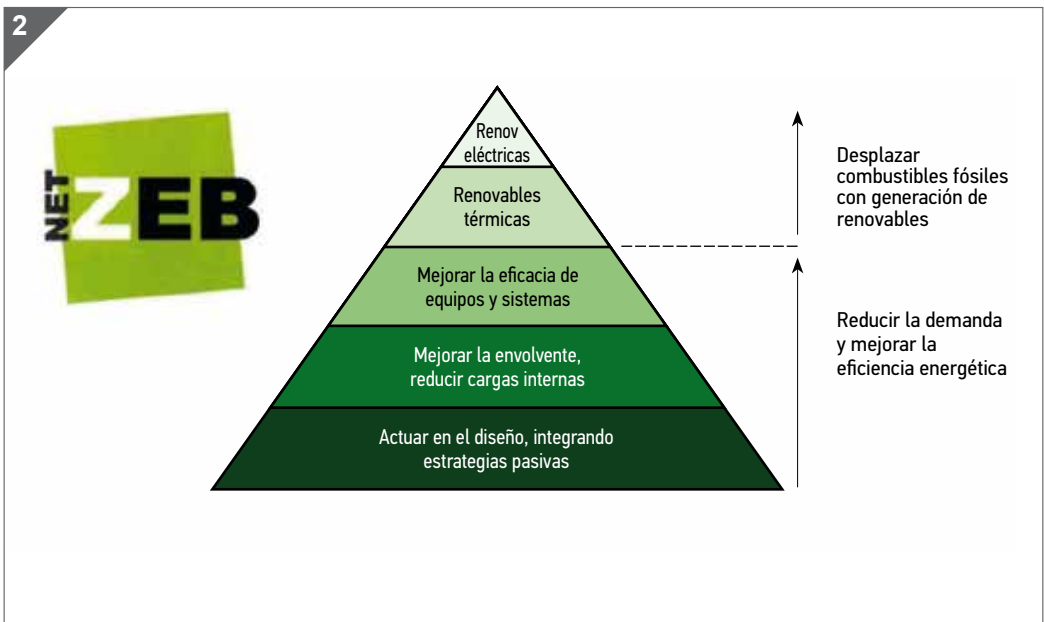 2
NET
ZEB
Renov
eléctricas
Renovables
térmicas
Mejorar la eficacia de
equipos y sistemas
Mejorar la envolvente,
reducir cargas internas
Actuar en el diseño, integrando
estrategias pasivas
Desplazar
combustibles fósiles
con generación de
renovables
Reducir la demanda
y mejorar la
eficiencia energética